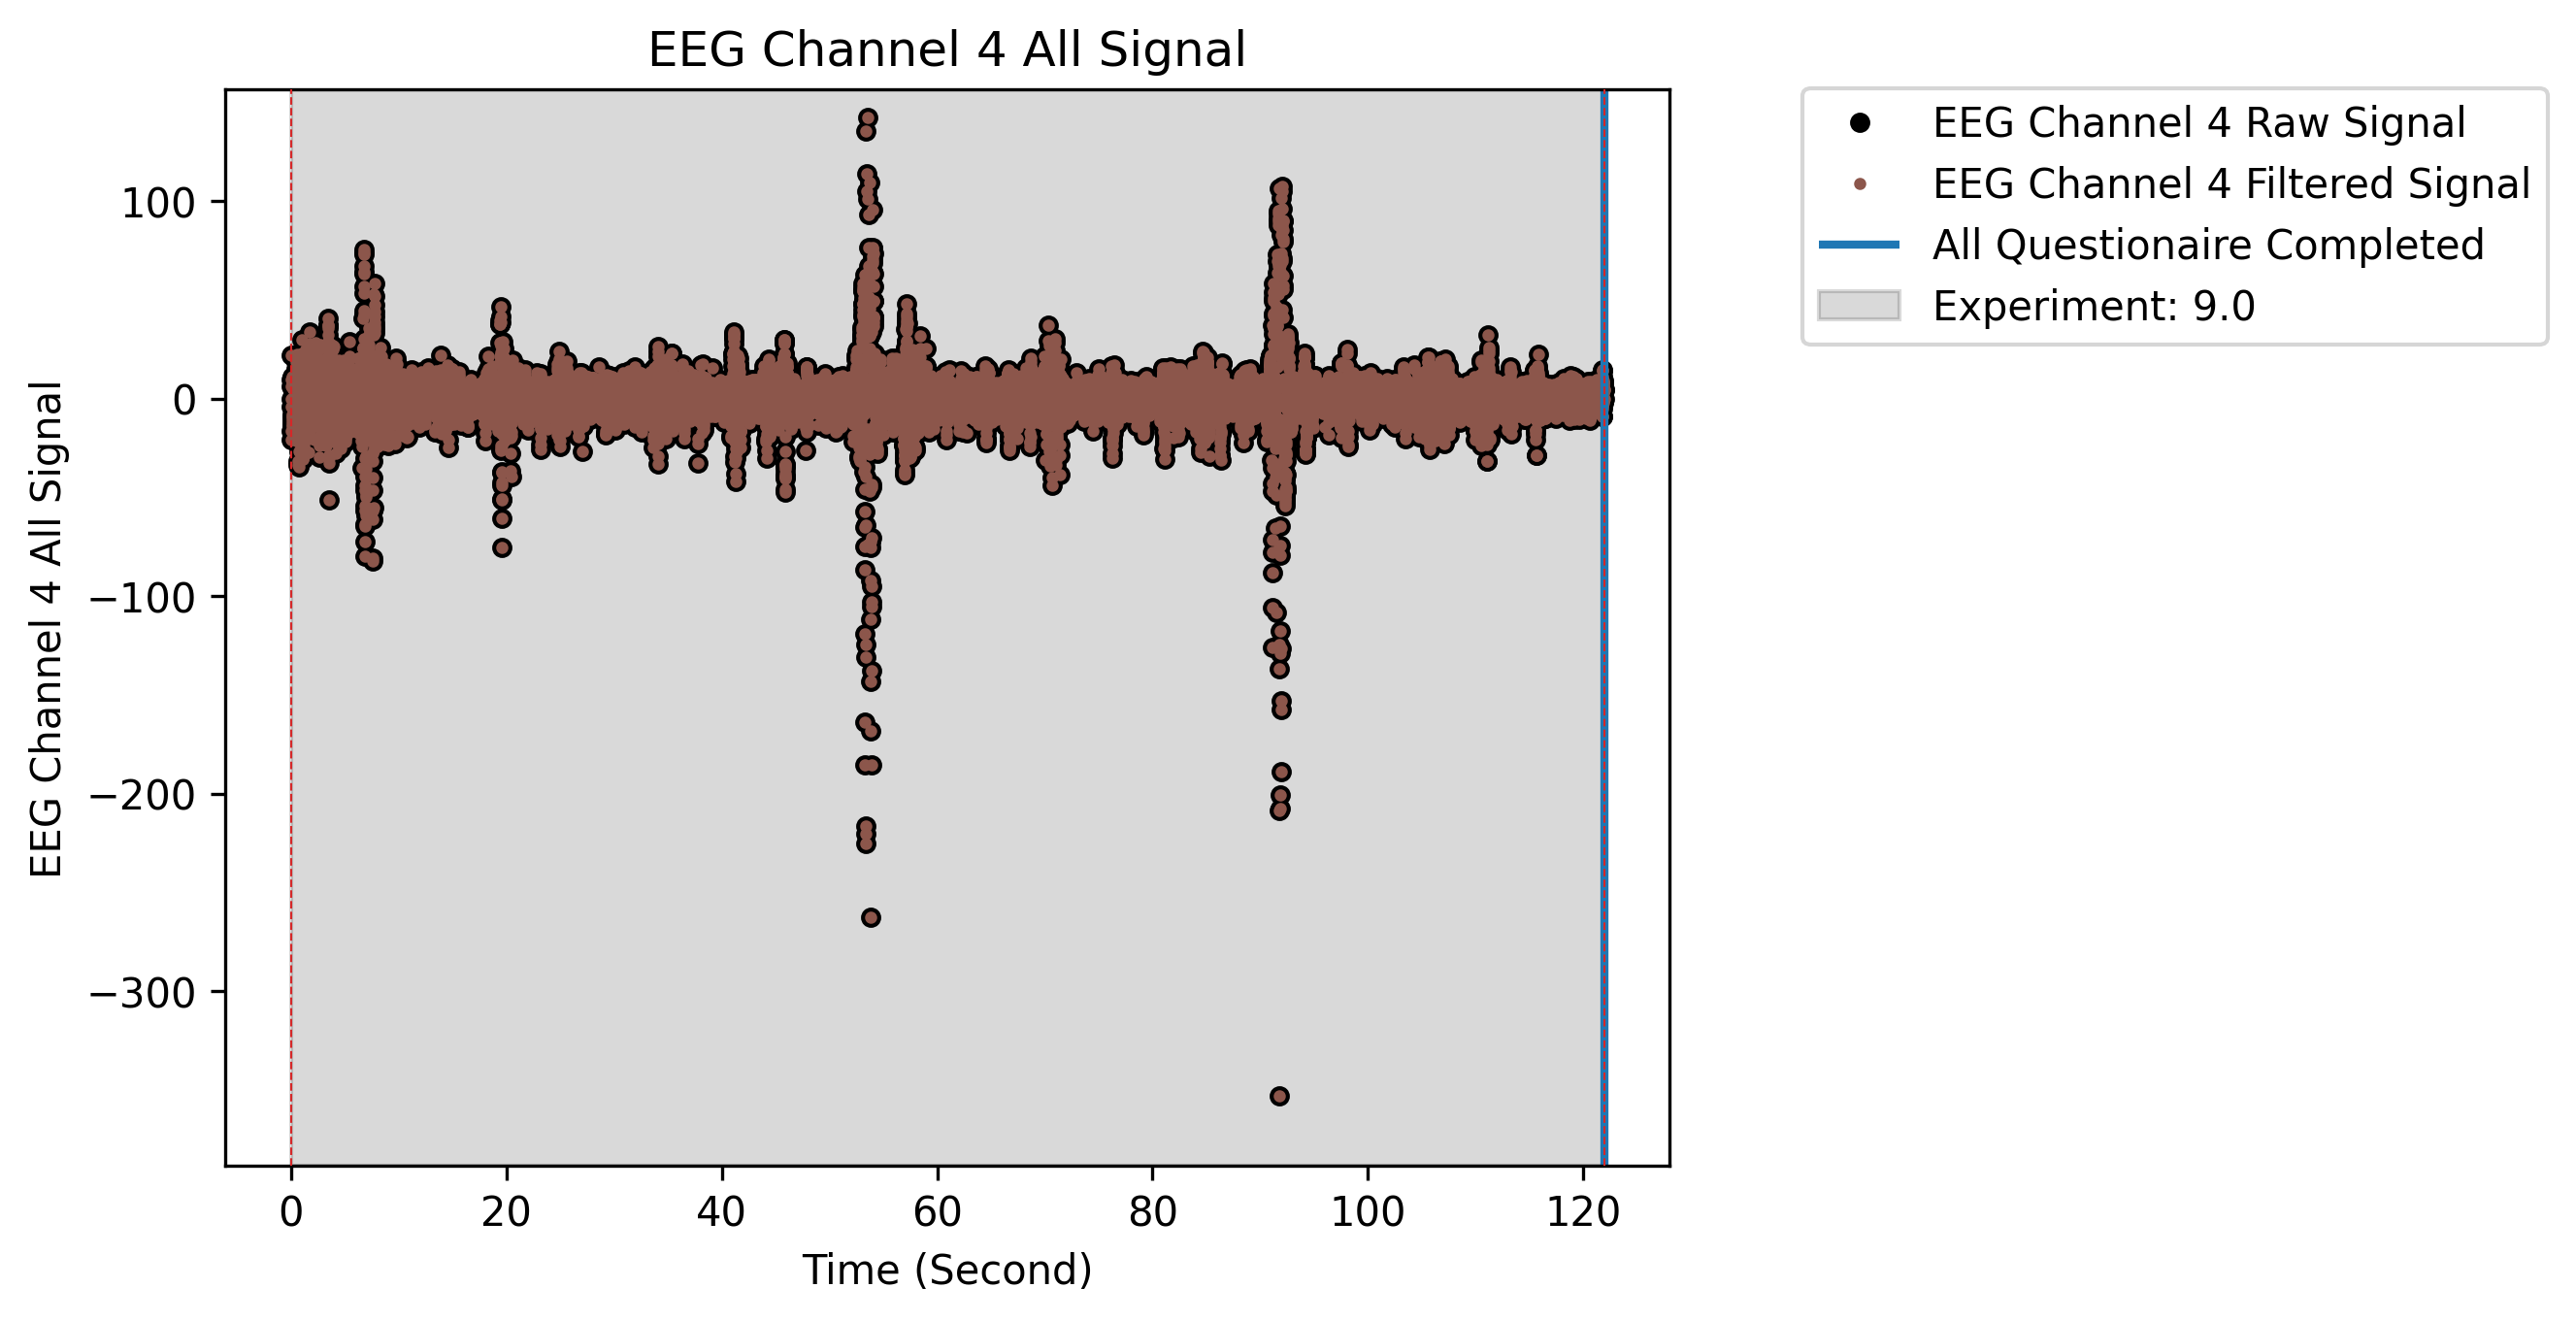 EEG Channel 4 All Signal
EEG Channel 4 Raw Signal
EEG Channel 4 Filtered Signal
All Questionaire Completed
Experiment: 9.0
EEG Channel 4 All Signal
100
0
−100
−200
−300
0 20 40 60 80 100 120
Time (Second)